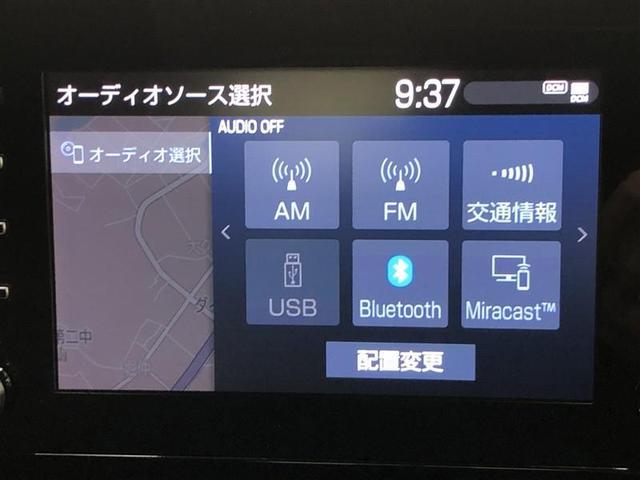 オーディオソース選択
9:37
DCM
DCM
オーディオ選択
AUDIO OFF
AM
FM
交通情報
USB
Bluetooth
Miracast™
第二中
配置変更